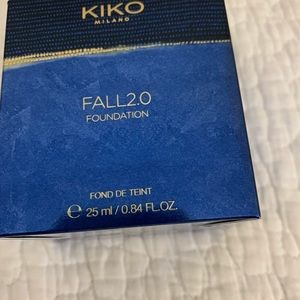 KIKO
MILANO
FALL2.0
FOUNDATION
FOND DE TEINT
℮ 25 ml / 0.84 FL.OZ.